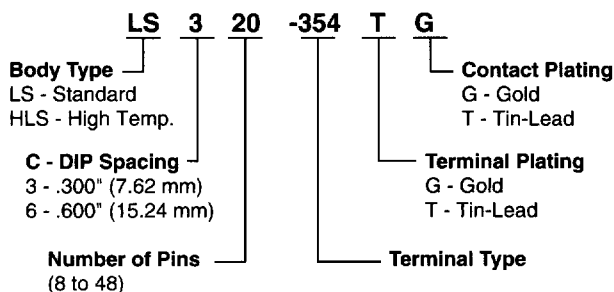 LS 3 20 -354 T G
Body Type
LS - Standard
HLS - High Temp.
C - DIP Spacing
3 - .300" (7.62 mm)
6 - .600" (15.24 mm)
Number of Pins
(8 to 48)
Contact Plating
G - Gold
T - Tin-Lead
Terminal Plating
G - Gold
T - Tin-Lead
Terminal Type